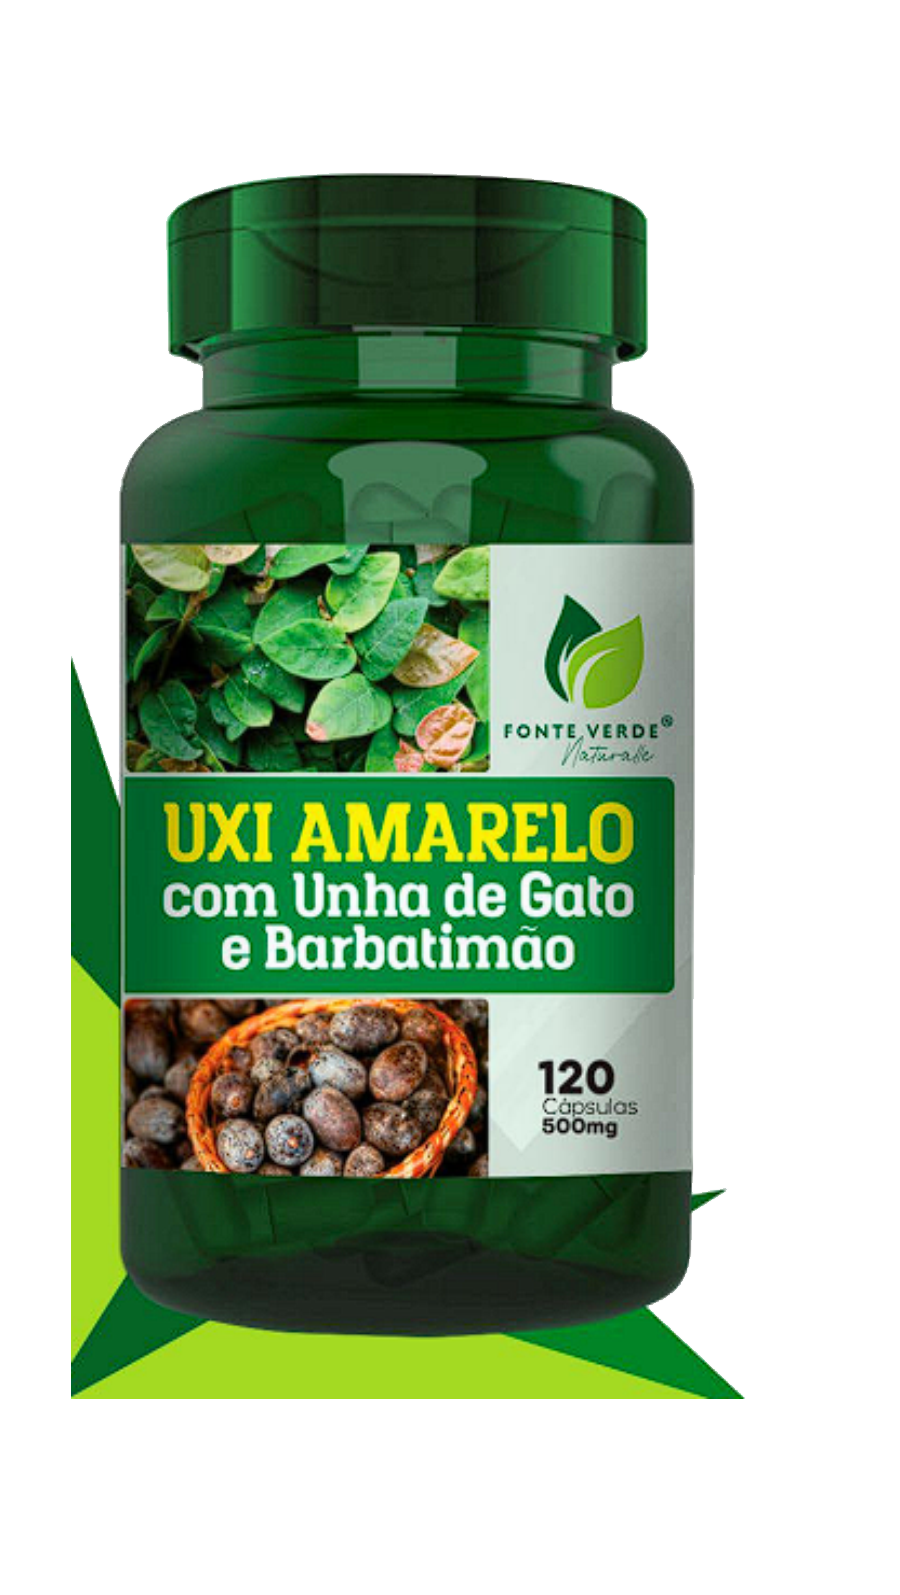 FONTE VERDE®
Naturalle
UXI AMARELO
com Unha de Gato
e Barbatimão
120
Cápsulas
500mg